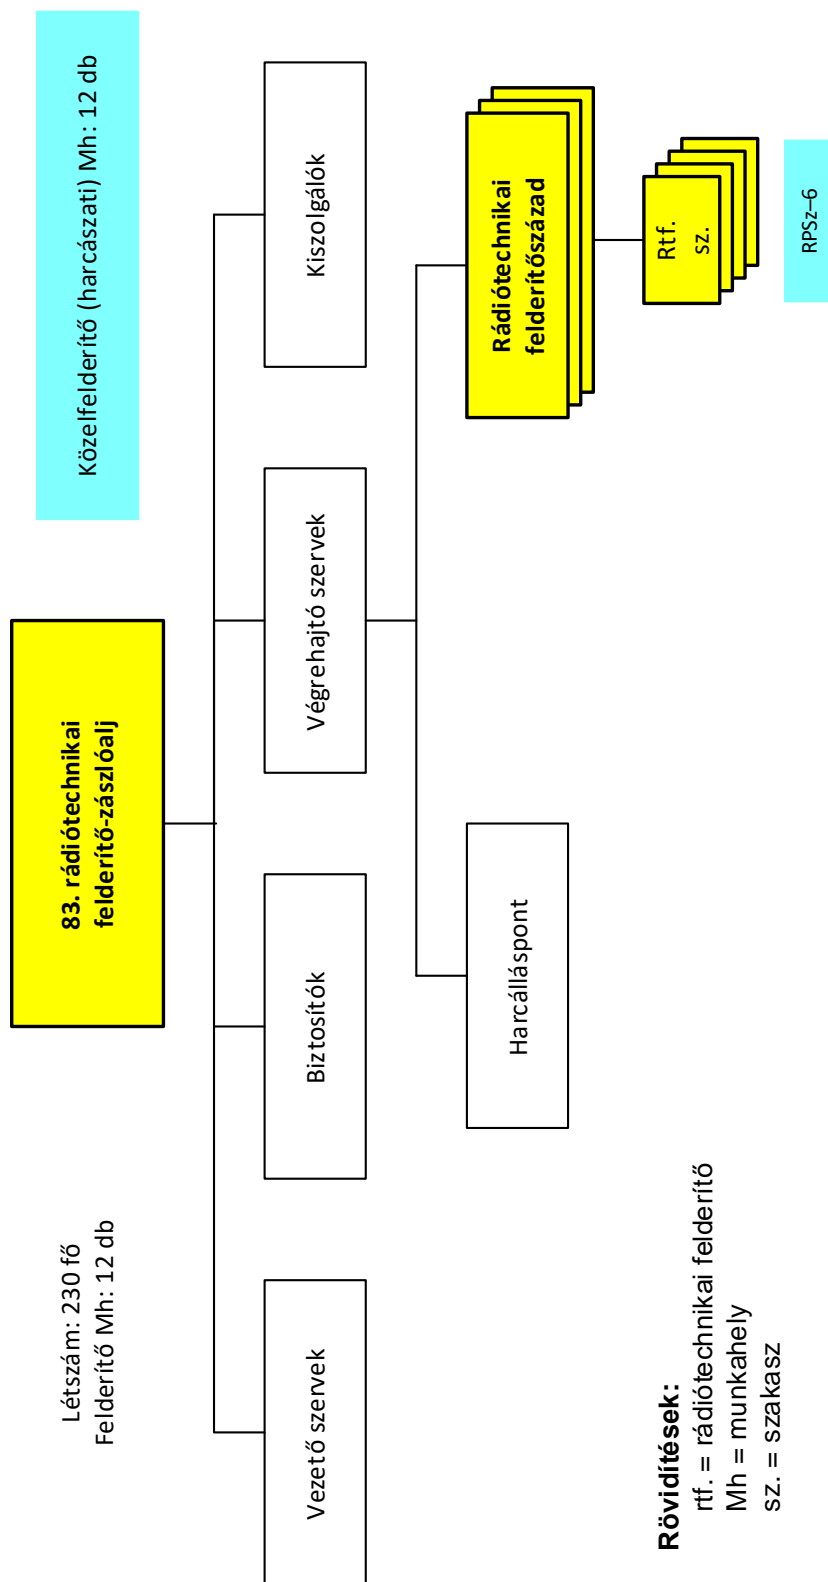 Létszám: 230 fő
Felderítő Mh: 12 db
83. rádiótechnikai
felderítő-zászlóalj
Közelfelderítő (harcászati) Mh: 12 db
Vezető szervek
Biztosítók
Végrehajtó szervek
Kiszolgálók
Harcálláspont
Rádiótechnikai
felderítőszázad
Rtf.
sz.
RPSz–6
Rövidítések:
rtf. = rádiótechnikai felderítő
Mh = munkahely
sz. = szakasz